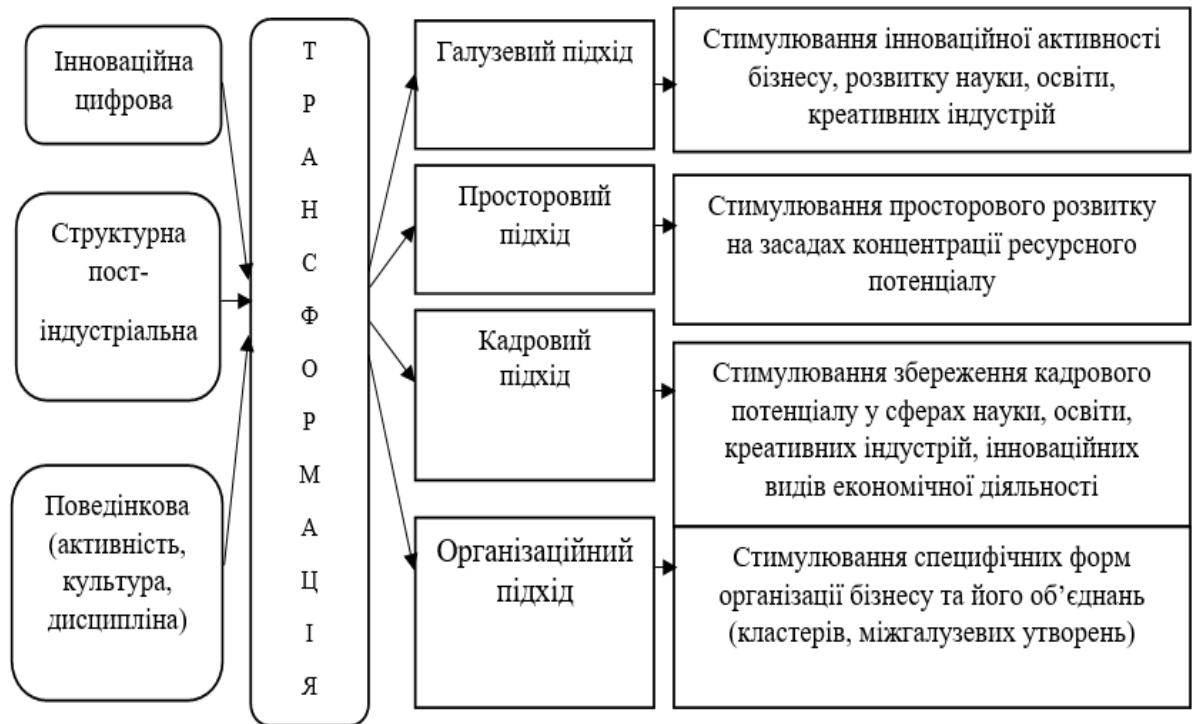 Інноваційна
цифрова
Структурна
пост-
індустріальна
Поведінкова
(активність,
культура,
дисципліна)
Т
Р
А
Н
С
Ф
О
Р
М
А
Ц
І
Я
Галузевий підхід
Стимулювання інноваційної активності
бізнесу, розвитку науки, освіти,
креативних індустрій
Просторовий
підхід
Стимулювання просторового розвитку
на засадах концентрації ресурсного
потенціалу
Кадровий
підхід
Стимулювання збереження кадрового
потенціалу у сферах науки, освіти,
креативних індустрій, інноваційних
видів економічної діяльності
Організаційний
підхід
Стимулювання специфічних форм
організації бізнесу та його об’єднань
(кластерів, міжгалузевих утворень)